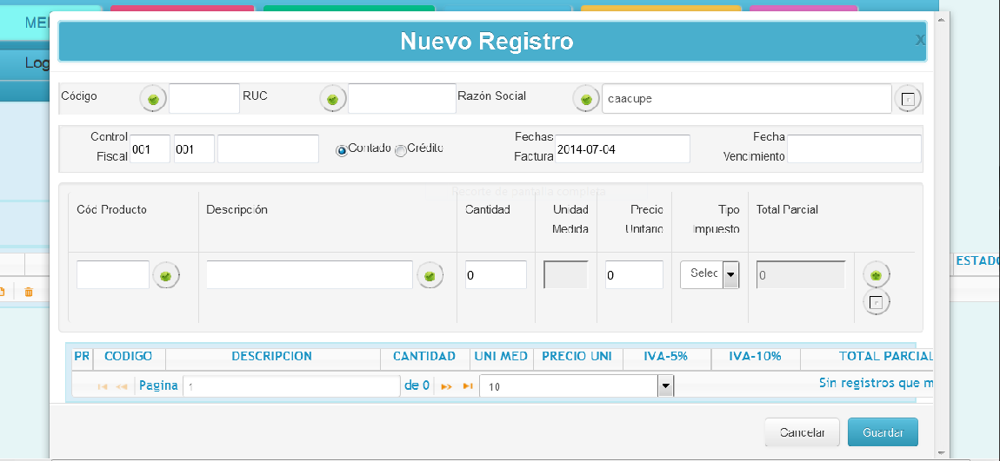 MEI
Nuevo Registro
x
Log
Código
RUC
Razón Social
caacupe
Control Fiscal
001
001
Contado
Crédito
Fechas Factura
2014-07-04
Fecha Vencimiento
Recorte de pantalla completa
Cód Producto
Descripción
Cantidad
Unidad Medida
Precio Unitario
Tipo Impuesto
Total Parcial
0
0
Selec
0
ESTADO
PR CODIGO DESCRIPCION CANTIDAD UNI MED PRECIO UNI IVA-5% IVA-10% TOTAL PARCIAL
Pagina 1 de 0 10 Sin registros que m
Cancelar
Guardar